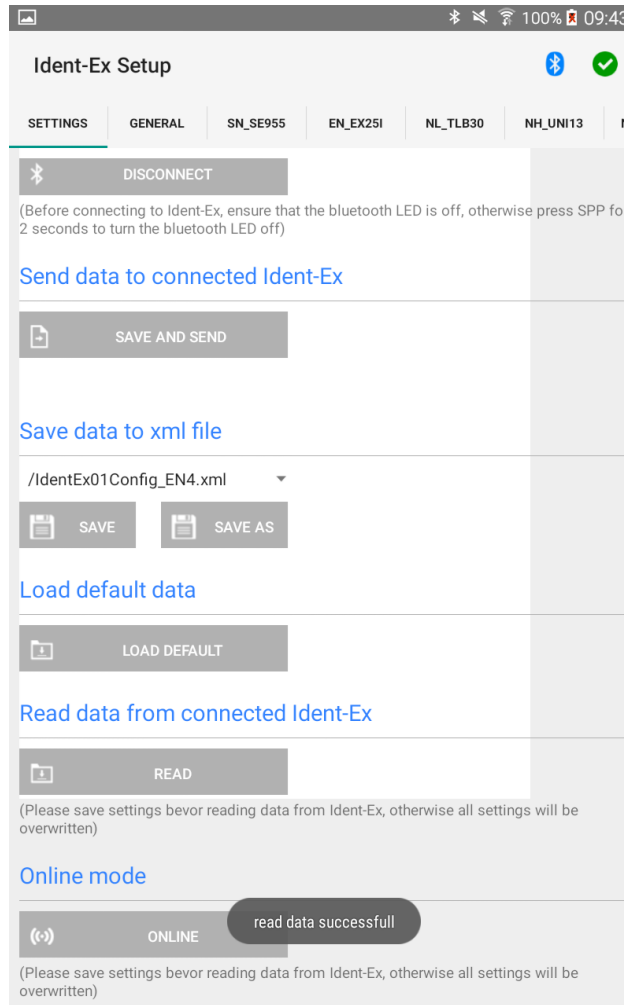 100% 09:43
Ident-Ex Setup
SETTINGS GENERAL SN_SE955 EN_EX25I NL_TLB30 NH_UNI13
DISCONNECT
(Before connecting to Ident-Ex, ensure that the bluetooth LED is off, otherwise press SPP fo
2 seconds to turn the bluetooth LED off)
Send data to connected Ident-Ex
SAVE AND SEND
Save data to xml file
/IdentEx01Config_EN4.xml
SAVE SAVE AS
Load default data
LOAD DEFAULT
Read data from connected Ident-Ex
READ
(Please save settings bevor reading data from Ident-Ex, otherwise all settings will be
overwritten)
Online mode
read data successfull
ONLINE
(Please save settings bevor reading data from Ident-Ex, otherwise all settings will be
overwritten)